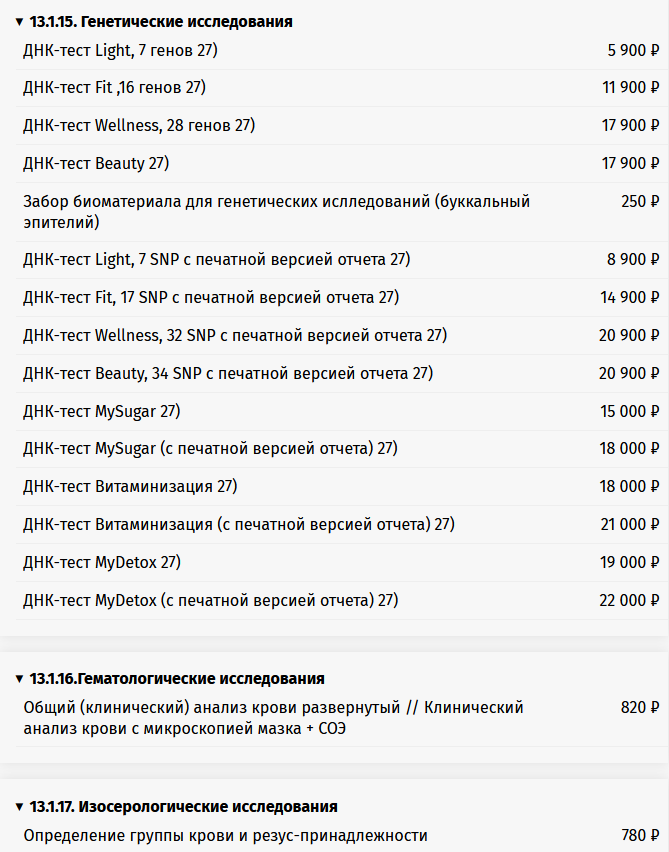 ▼ 13.1.15. Генетические исследования
ДНК-тест Light, 7 генов 27) 5 900 ₽
ДНК-тест Fit ,16 генов 27) 11 900 ₽
ДНК-тест Wellness, 28 генов 27) 17 900 ₽
ДНК-тест Beauty 27) 17 900 ₽
Забор биоматериала для генетических ислледований (буккальный 250 ₽
эпителий)
ДНК-тест Light, 7 SNP с печатной версией отчета 27) 8 900 ₽
ДНК-тест Fit, 17 SNP с печатной версией отчета 27) 14 900 ₽
ДНК-тест Wellness, 32 SNP с печатной версией отчета 27) 20 900 ₽
ДНК-тест Beauty, 34 SNP с печатной версией отчета 27) 20 900 ₽
ДНК-тест MySugar 27) 15 000 ₽
ДНК-тест MySugar (с печатной версией отчета) 27) 18 000 ₽
ДНК-тест Витаминизация 27) 18 000 ₽
ДНК-тест Витаминизация (с печатной версией отчета) 27) 21 000 ₽
ДНК-тест MyDetox 27) 19 000 ₽
ДНК-тест MyDetox (с печатной версией отчета) 27) 22 000 ₽
▼ 13.1.16.Гематологические исследования
Общий (клинический) анализ крови развернутый // Клинический 820 ₽
анализ крови с микроскопией мазка + СОЭ
▼ 13.1.17. Изосерологические исследования
Определение группы крови и резус-принадлежности 780 ₽